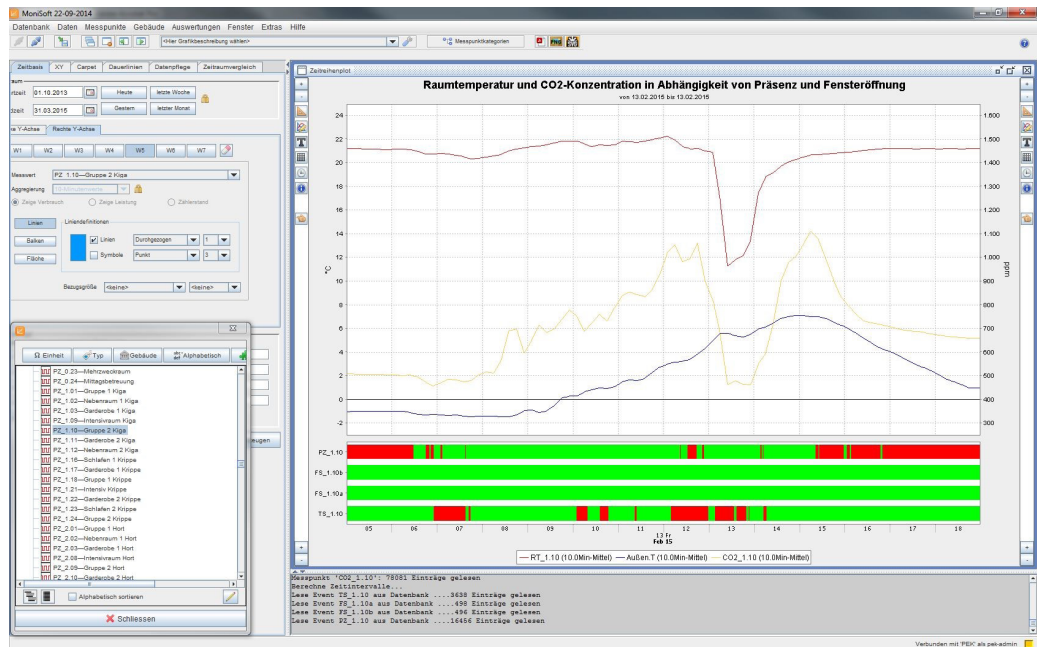 MoniSoft 22-09-2014
Datenbank Daten Messpunkte Gebäude Auswertungen Fenster Extras Hilfe
<Hier Grafikbeschreibung wählen>
Messpunktkategorien
Zeitbasis XY Carpet Dauerlinien Datenpflege Zeitraumvergleich
raum
rtzeit 01.10.2013 Heute letzte Woche
dzeit 31.03.2015 Gestern letzter Monat
e Y-Achse Rechte Y-Achse
W1 W2 W3 W4 W5 W6 W7
Messwert PZ_1.10—Gruppe 2 Kiga
Aggregierung
Zeige Verbrauch Zeige Leistung Zählerstand
Linien Liniendefinitionen
Balken Linien Durchgezogen 1
Fläche Symbole Punkt 3
Bezugsgröße <keine> <keine>
eugen
Ω Einheit Typ Gebäude Alphabetisch
PZ_0.23—Mehrzweckraum
PZ_0.24—Mittagsbetreuung
PZ_1.01—Gruppe 1 Kiga
PZ_1.02—Nebenraum 1 Kiga
PZ_1.03—Garderobe 1 Kiga
PZ_1.09—Intensivraum Kiga
PZ_1.10—Gruppe 2 Kiga
PZ_1.11—Garderobe 2 Kiga
PZ_1.12—Nebenraum 2 Kiga
PZ_1.16—Schlafen 1 Krippe
PZ_1.17—Garderobe 1 Krippe
PZ_1.18—Gruppe 1 Krippe
PZ_1.21—Intensiv Krippe
PZ_1.22—Garderobe 2 Krippe
PZ_1.23—Schlafen 2 Krippe
PZ_1.24—Gruppe 2 Krippe
PZ_2.01—Gruppe 1 Hort
PZ_2.02—Nebenraum 1 Hort
PZ_2.03—Garderobe 1 Hort
PZ_2.08—Intensivraum Hort
PZ_2.09—Gruppe 2 Hort
PZ_2.10—Garderobe 2 Hort
Alphabetisch sortieren
Schliessen
Zeitreihenplot
Raumtemperatur und CO2-Konzentration in Abhängigkeit von Präsenz und Fensteröffnung
von 13.02.2015 bis 13.02.2015
24 1.600
22 1.500
20 1.400
18 1.300
16 1.200
14 1.100
12 1.000
°C ppm
10 900
8 800
6 700
4 600
2 500
0 400
-2 300
PZ_1.10
FS_1.10b
FS_1.10a
TS_1.10
05 06 07 08 09 10 11 12 13 14 15 16 17 18
13 Fr
Feb 15
RT_1.10 (10.0Min-Mittel) Außen.T (10.0Min-Mittel) CO2_1.10 (10.0Min-Mittel)
Messpunkt 'CO2_1.10': 78081 Einträge gelesen
Berechne Zeitintervalle...
Lese Event TS_1.10 aus Datenbank ....3638 Einträge gelesen
Lese Event FS_1.10a aus Datenbank ....498 Einträge gelesen
Lese Event FS_1.10b aus Datenbank ....496 Einträge gelesen
Lese Event PZ_1.10 aus Datenbank ....16456 Einträge gelesen
Verbunden mit 'PEK' als pek-admin